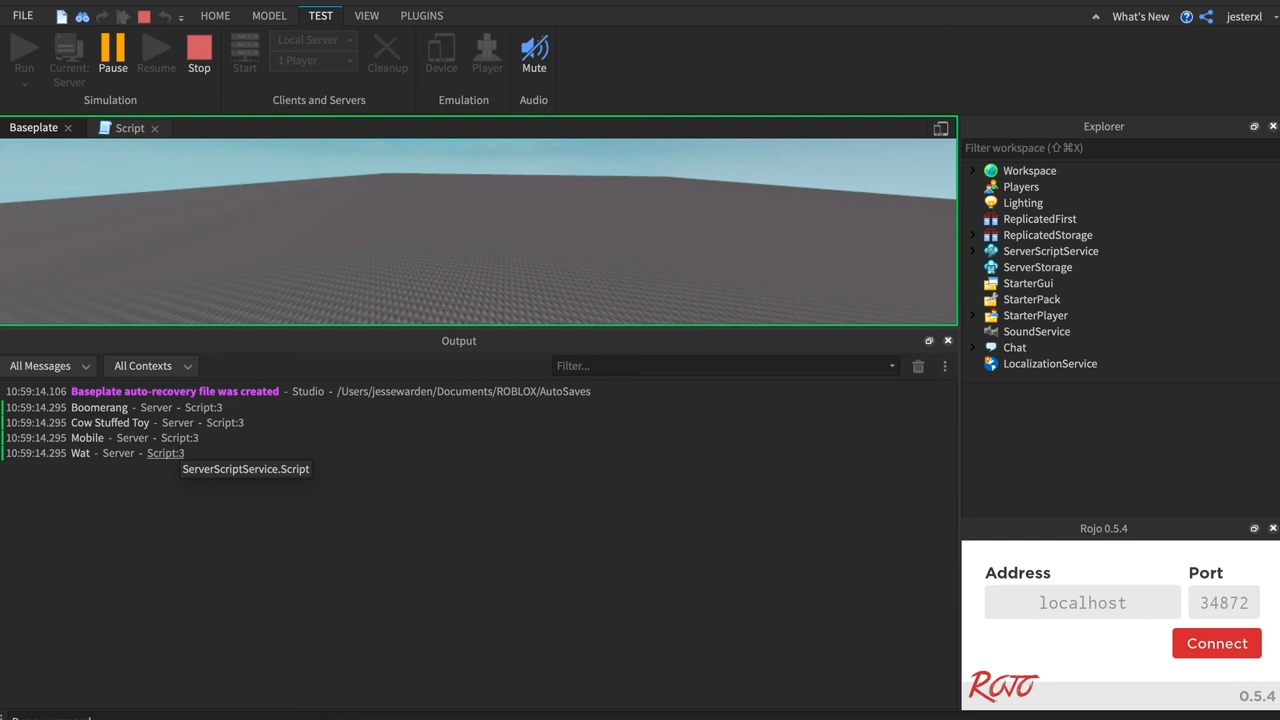 FILE HOME MODEL TEST VIEW PLUGINS What's New jesterxl
Run Current: Server Pause Resume Stop Start Local Server 1 Player Cleanup Device Player Mute
Simulation Clients and Servers Emulation Audio
Baseplate Script
Explorer
Filter workspace (⇧⌘X)
Workspace
Players
Lighting
ReplicatedFirst
ReplicatedStorage
ServerScriptService
ServerStorage
StarterGui
StarterPack
StarterPlayer
SoundService
Chat
LocalizationService
Output
All Messages All Contexts Filter...
10:59:14.106 Baseplate auto-recovery file was created - Studio - /Users/jessewarden/Documents/ROBLOX/AutoSaves
10:59:14.295 Boomerang - Server - Script:3
10:59:14.295 Cow Stuffed Toy - Server - Script:3
10:59:14.295 Mobile - Server - Script:3
10:59:14.295 Wat - Server - Script:3
ServerScriptService.Script
Rojo 0.5.4
Address Port
localhost 34872
Connect
ROJO 0.5.4